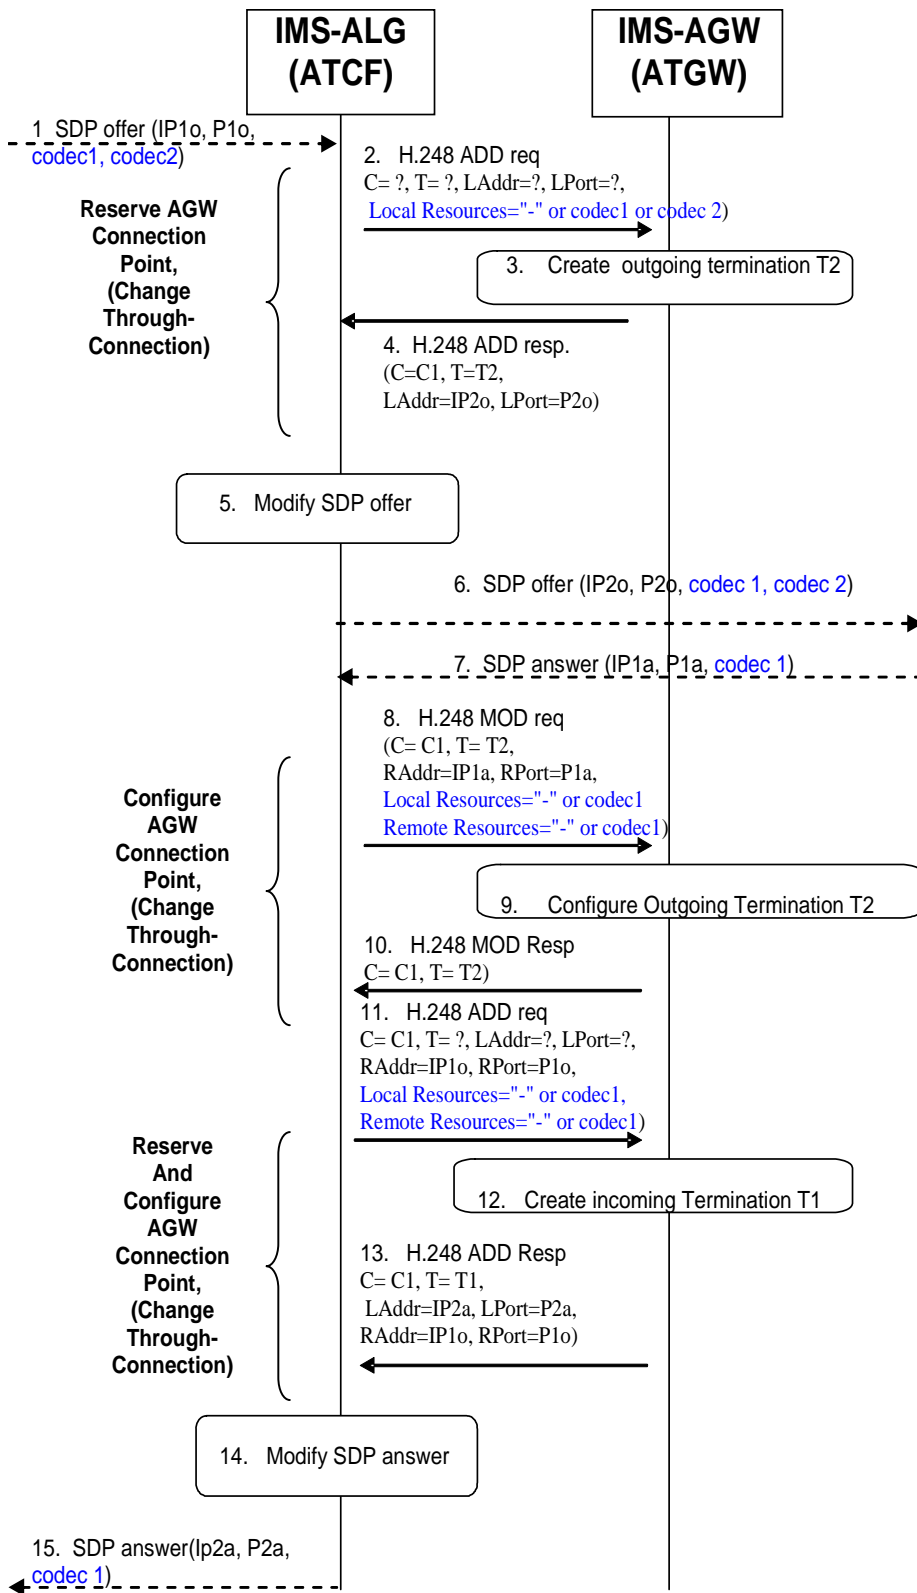 IMS-ALG
(ATCF)
IMS-AGW
(ATGW)
1  SDP offer (IP1o, P1o,
codec1, codec2)
2.  H.248 ADD req
C= ?, T= ?, LAddr=?, LPort=?,
Local Resources="-" or codec1 or codec 2)
Reserve AGW
Connection
Point,
(Change
Through-
Connection)
3.   Create  outgoing termination T2
4.  H.248 ADD resp.
(C=C1, T=T2,
LAddr=IP2o, LPort=P2o)
5.  Modify SDP offer
6.  SDP offer (IP2o, P2o, codec 1, codec 2)
7.  SDP answer (IP1a, P1a, codec 1)
8.  H.248 MOD req
(C= C1, T= T2,
RAddr=IP1a, RPort=P1a,
Local Resources="-" or codec1
Remote Resources="-" or codec1)
Configure
AGW
Connection
Point,
(Change
Through-
Connection)
9.   Configure Outgoing Termination T2
10.  H.248 MOD Resp
C= C1, T= T2)
11.  H.248 ADD req
C= C1, T= ?, LAddr=?, LPort=?,
RAddr=IP1o, RPort=P1o,
Local Resources="-" or codec1,
Remote Resources="-" or codec1)
Reserve
And
Configure
AGW
Connection
Point,
(Change
Through-
Connection)
12.  Create incoming Termination T1
13.  H.248 ADD Resp
C= C1, T= T1,
LAddr=IP2a, LPort=P2a,
RAddr=IP1o, RPort=P1o)
14.  Modify SDP answer
15.  SDP answer(Ip2a, P2a,
codec 1)